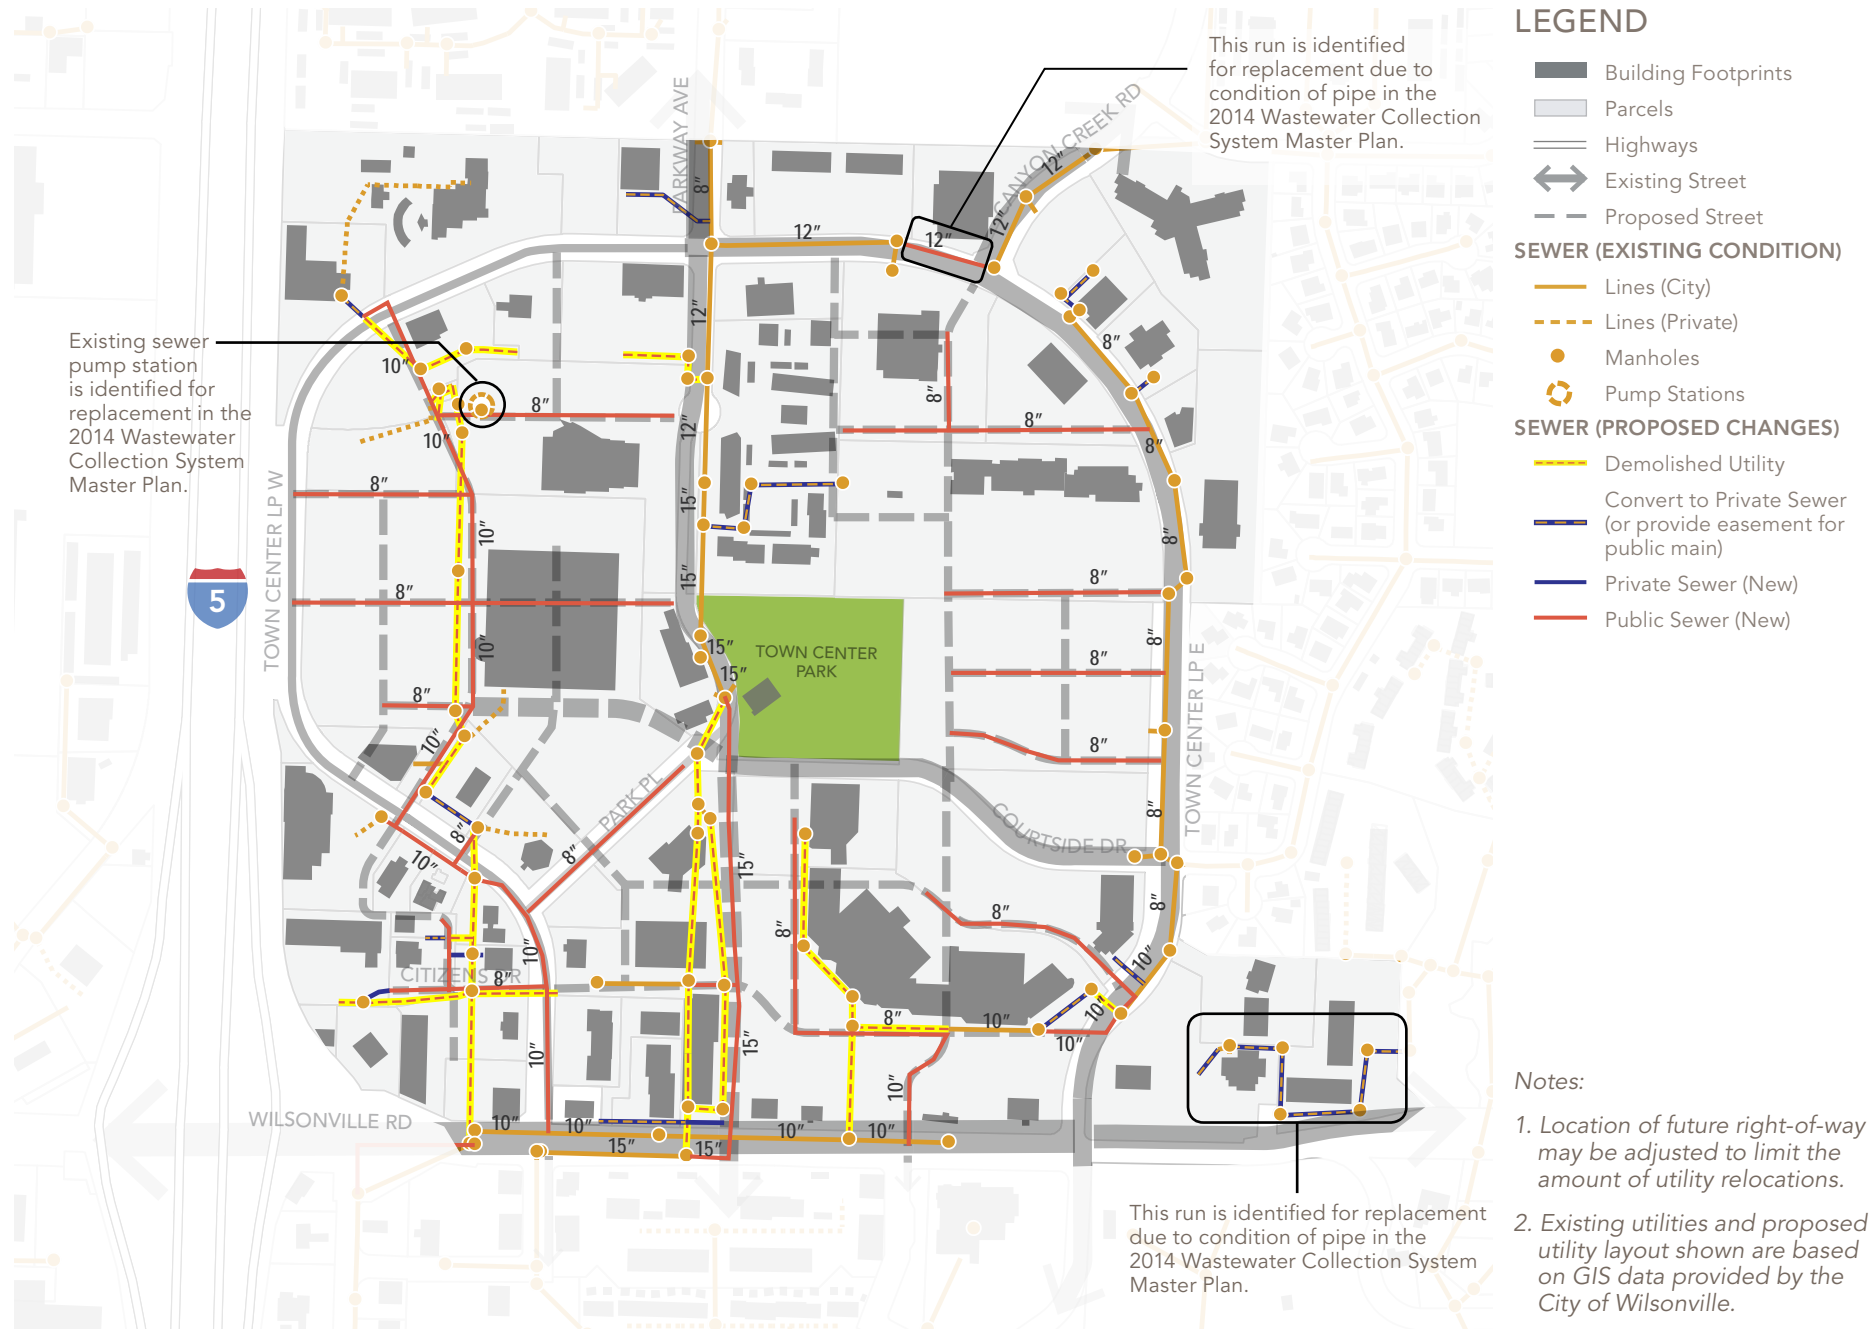 This run is identified
for replacement due to
condition of pipe in the
2014 Wastewater Collection
System Master Plan.
LEGEND
Building Footprints
Parcels
Highways
Existing Street
Proposed Street
SEWER (EXISTING CONDITION)
Lines (City)
Lines (Private)
Manholes
Pump Stations
SEWER (PROPOSED CHANGES)
Demolished Utility
Convert to Private Sewer
(or provide easement for
public main)
Private Sewer (New)
Public Sewer (New)
Notes:
1. Location of future right-of-way
may be adjusted to limit the
amount of utility relocations.
2. Existing utilities and proposed
utility layout shown are based
on GIS data provided by the
City of Wilsonville.
Existing sewer
pump station
is identified for
replacement in the
2014 Wastewater
Collection System
Master Plan.
PARKWAY AVE
CANYON CREEK RD
8"
12"
12"
12"
12"
12"
12"
15"
15"
15"
15"
10"
8"
10"
8"
10"
8"
10"
8"
10"
8"
8"
8"
8"
8"
8"
8"
8"
8"
8"
8"
8"
TOWN CENTER LP W
5
TOWN CENTER
PARK
TOWN CENTER LP E
PARK PL
COURTSIDE DR
8"
10"
8"
15"
8"
8"
10"
CITIZENS DR
8"
10"
10"
15"
8"
10"
10"
10"
10"
WILSONVILLE RD
10"
10"
15"
15"
10"
10"
This run is identified for replacement
due to condition of pipe in the
2014 Wastewater Collection System
Master Plan.